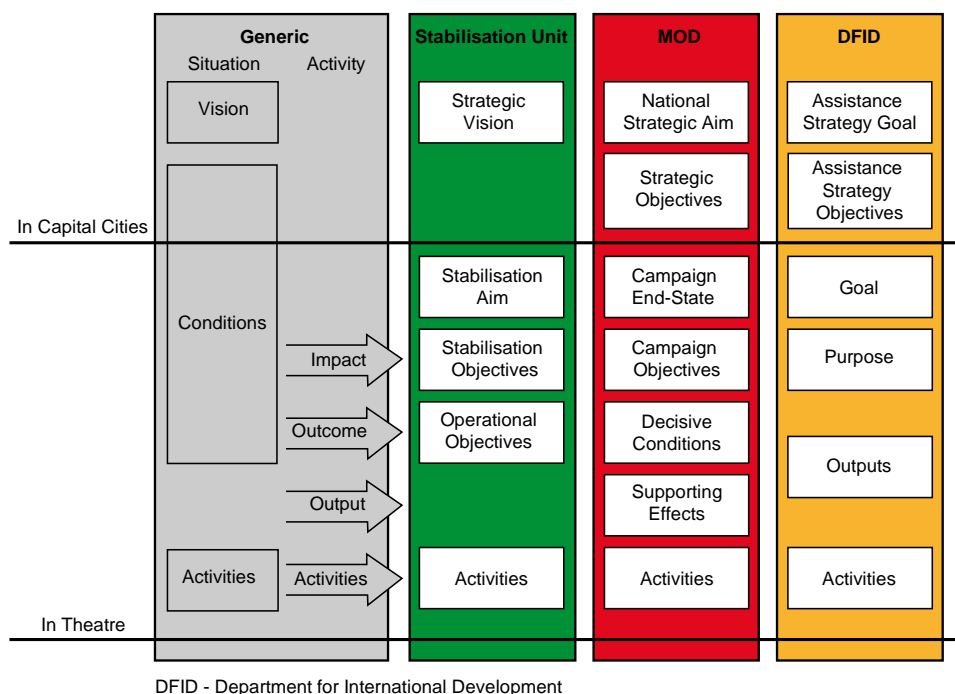 Generic
Situation
Activity
Stabilisation Unit
MOD
DFID
Vision
Strategic
Vision
National
Strategic Aim
Assistance
Strategy Goal
Strategic
Objectives
Assistance
Strategy
Objectives
In Capital Cities
Conditions
Stabilisation
Aim
Campaign
End-State
Goal
Impact
Stabilisation
Objectives
Campaign
Objectives
Purpose
Outcome
Operational
Objectives
Decisive
Conditions
Outputs
Output
Supporting
Effects
Activities
Activities
Activities
Activities
Activities
In Theatre
DFID - Department for International Development